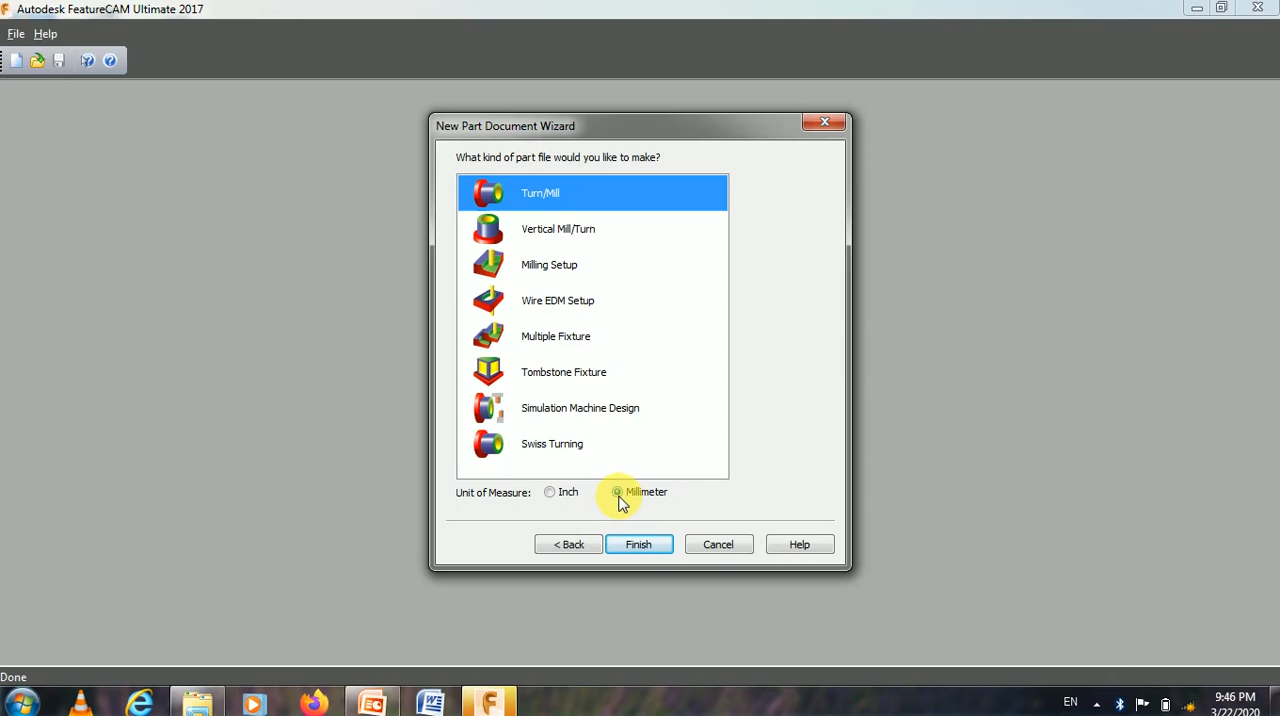 Autodesk FeatureCAM Ultimate 2017
File Help
New Part Document Wizard
What kind of part file would you like to make?
Turn/Mill
Vertical Mill/Turn
Milling Setup
Wire EDM Setup
Multiple Fixture
Tombstone Fixture
Simulation Machine Design
Swiss Turning
Unit of Measure: Inch Millimeter
< Back Finish Cancel Help
Done
EN
9:46 PM
3/22/2020